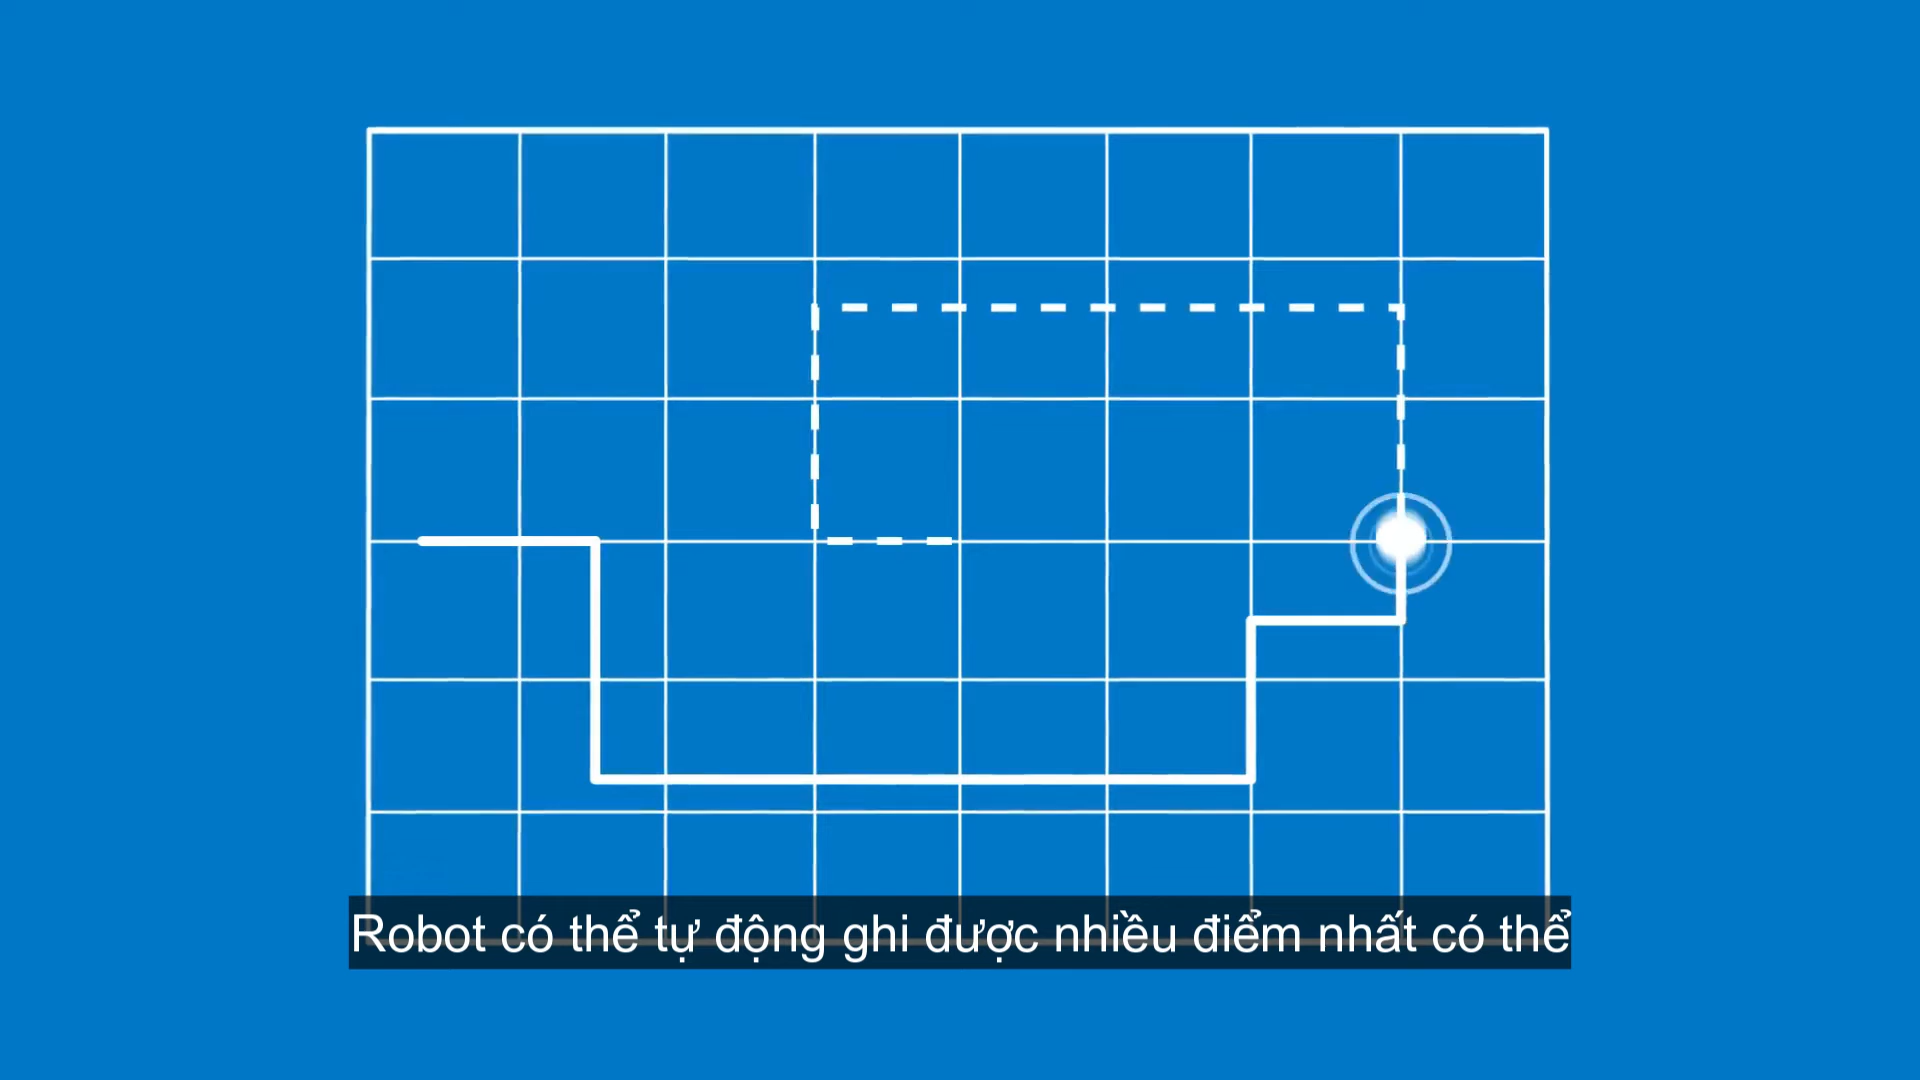 Robot có thể tự động ghi được nhiều điểm nhất có thể